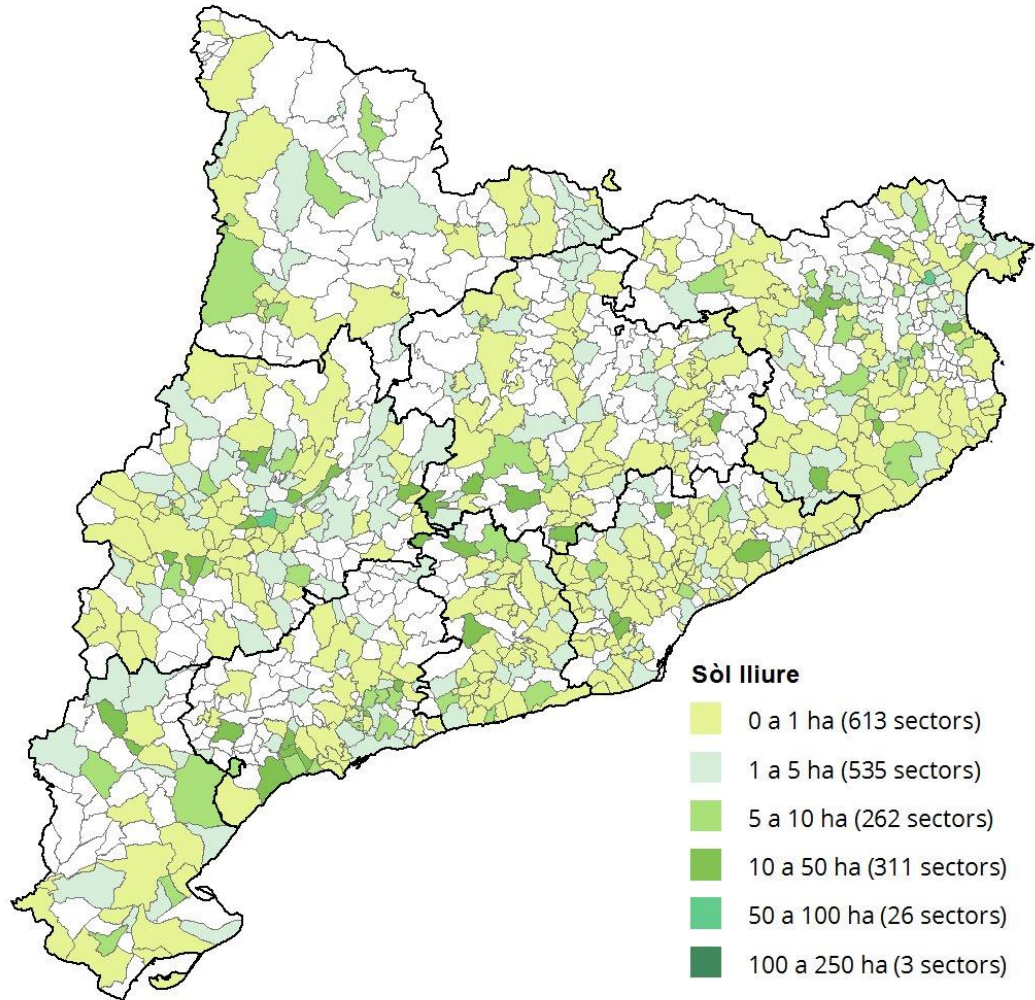 Sòl lliure
0 a 1 ha (613 sectors)
1 a 5 ha (535 sectors)
5 a 10 ha (262 sectors)
10 a 50 ha (311 sectors)
50 a 100 ha (26 sectors)
100 a 250 ha (3 sectors)